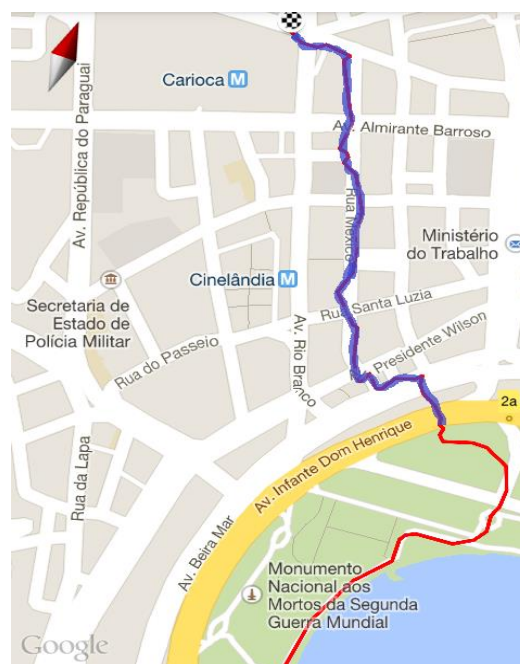 Carioca M
Av. Almirante Barroso
Av. República do Paraguai
Rua México
Ministério
do Trabalho
Cinelândia M
Secretaria de
Estado de
Polícia Militar
Rua Santa Luzia
Av. Rio Branco
Presidente Wilson
Rua do Passeio
2a
Av. Infante Dom Henrique
Rua da Lapa
Av. Beira Mar
Monumento
Nacional aos
Mortos da Segunda
Guerra Mundial
Google